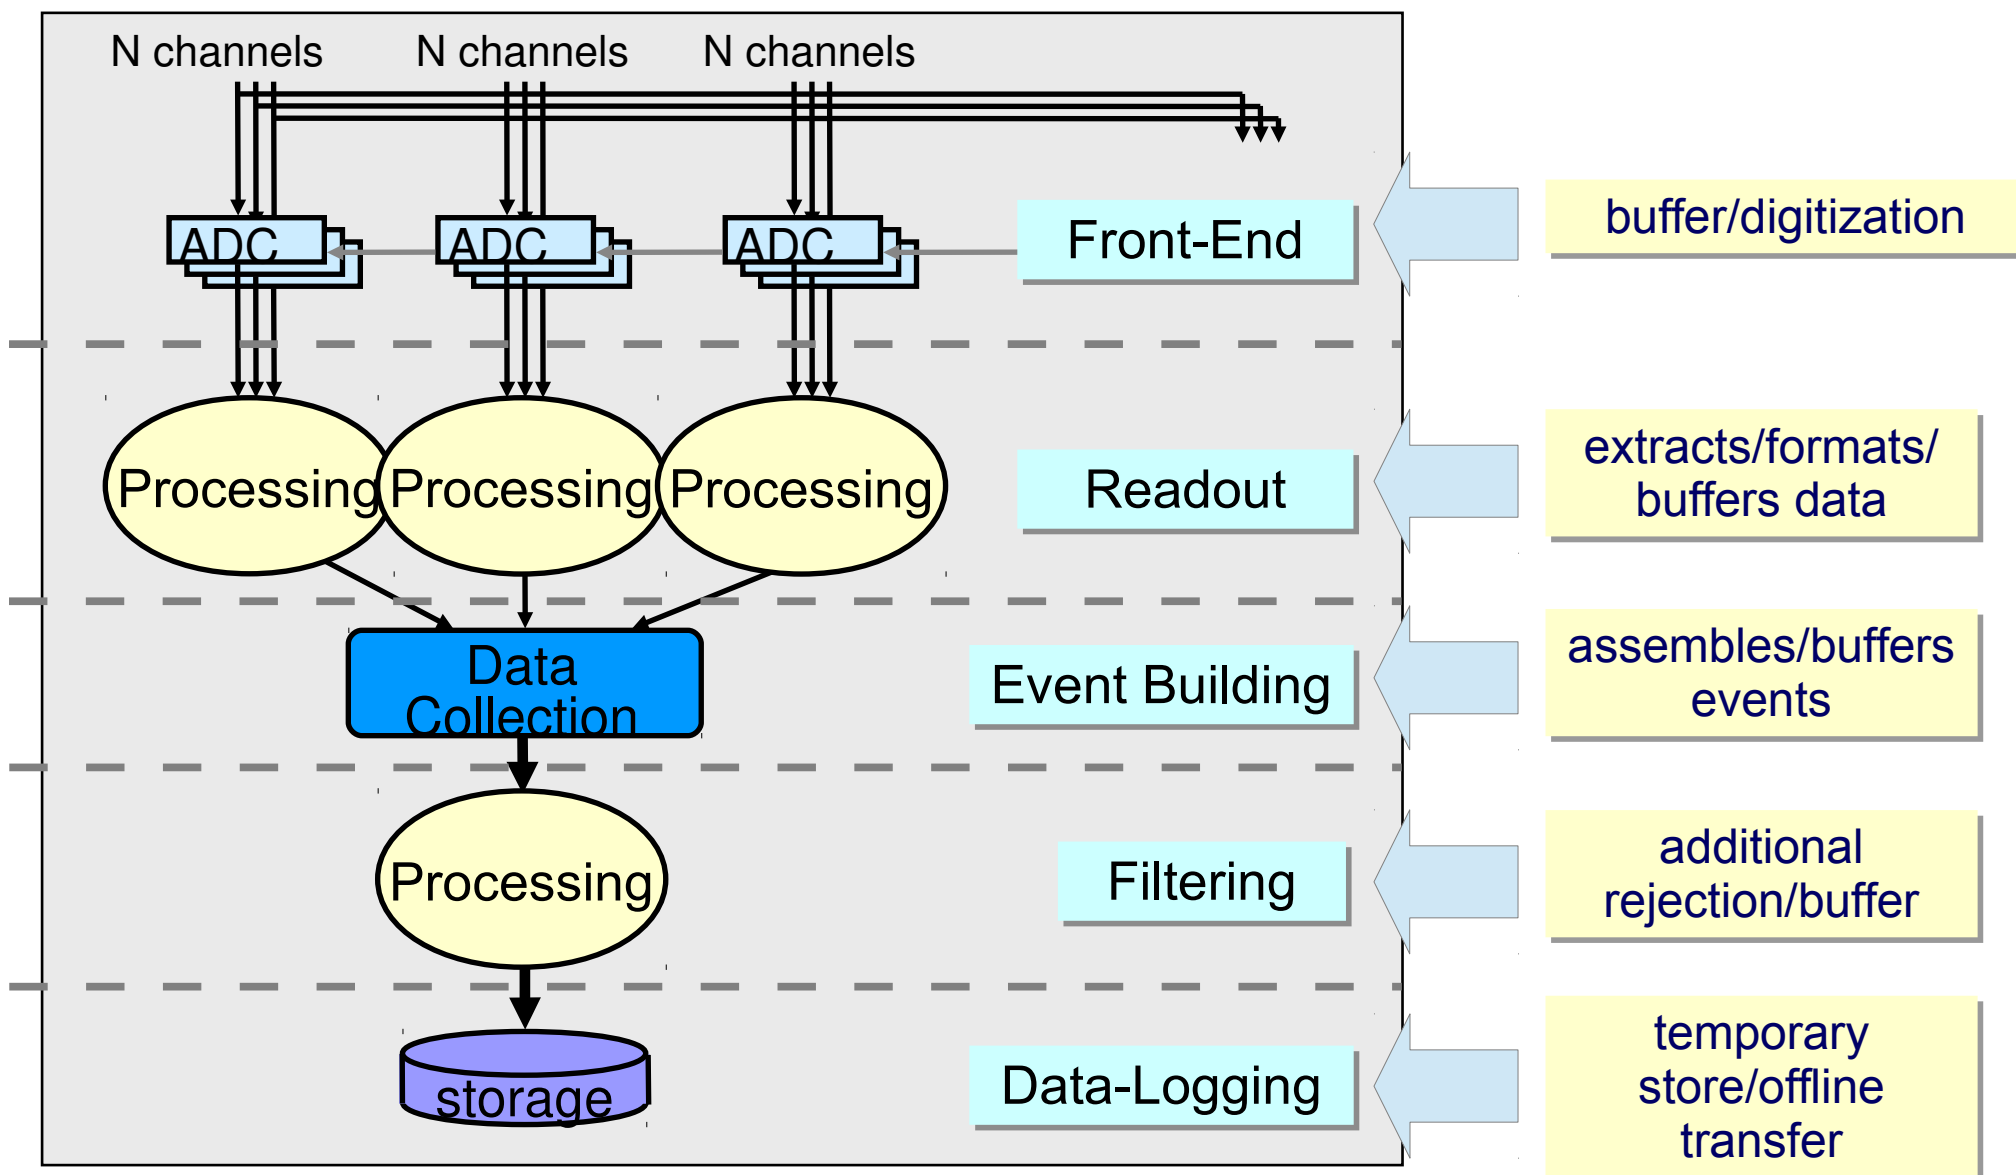 N channels N channels N channels
ADC ADC ADC
Front-End
buffer/digitization
Processing Processing Processing
Readout
extracts/formats/
buffers data
Data
Collection
Event Building
assembles/buffers
events
Processing
Filtering
additional
rejection/buffer
storage
Data-Logging
temporary
store/offline
transfer